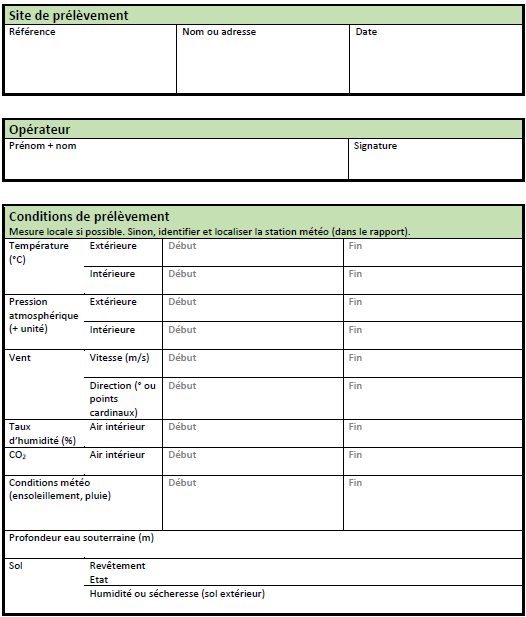 Site de prélèvement
Référence Nom ou adresse Date
Opérateur
Prénom + nom Signature
Conditions de prélèvement
Mesure locale si possible. Sinon, identifier et localiser la station météo (dans le rapport).
Température Extérieure Début Fin
(°C)
Intérieure Début Fin
Pression Extérieure Début Fin
atmosphérique
(+ unité) Intérieure Début Fin
Vent Vitesse (m/s) Début Fin
Direction (° ou Début Fin
points
cardinaux)
Taux Air intérieur Début Fin
d'humidité (%)
CO₂ Air intérieur Début Fin
Conditions météo Début Fin
(ensoleillement, pluie)
Profondeur eau souterraine (m)
Sol Revêtement
Etat
Humidité ou sécheresse (sol extérieur)